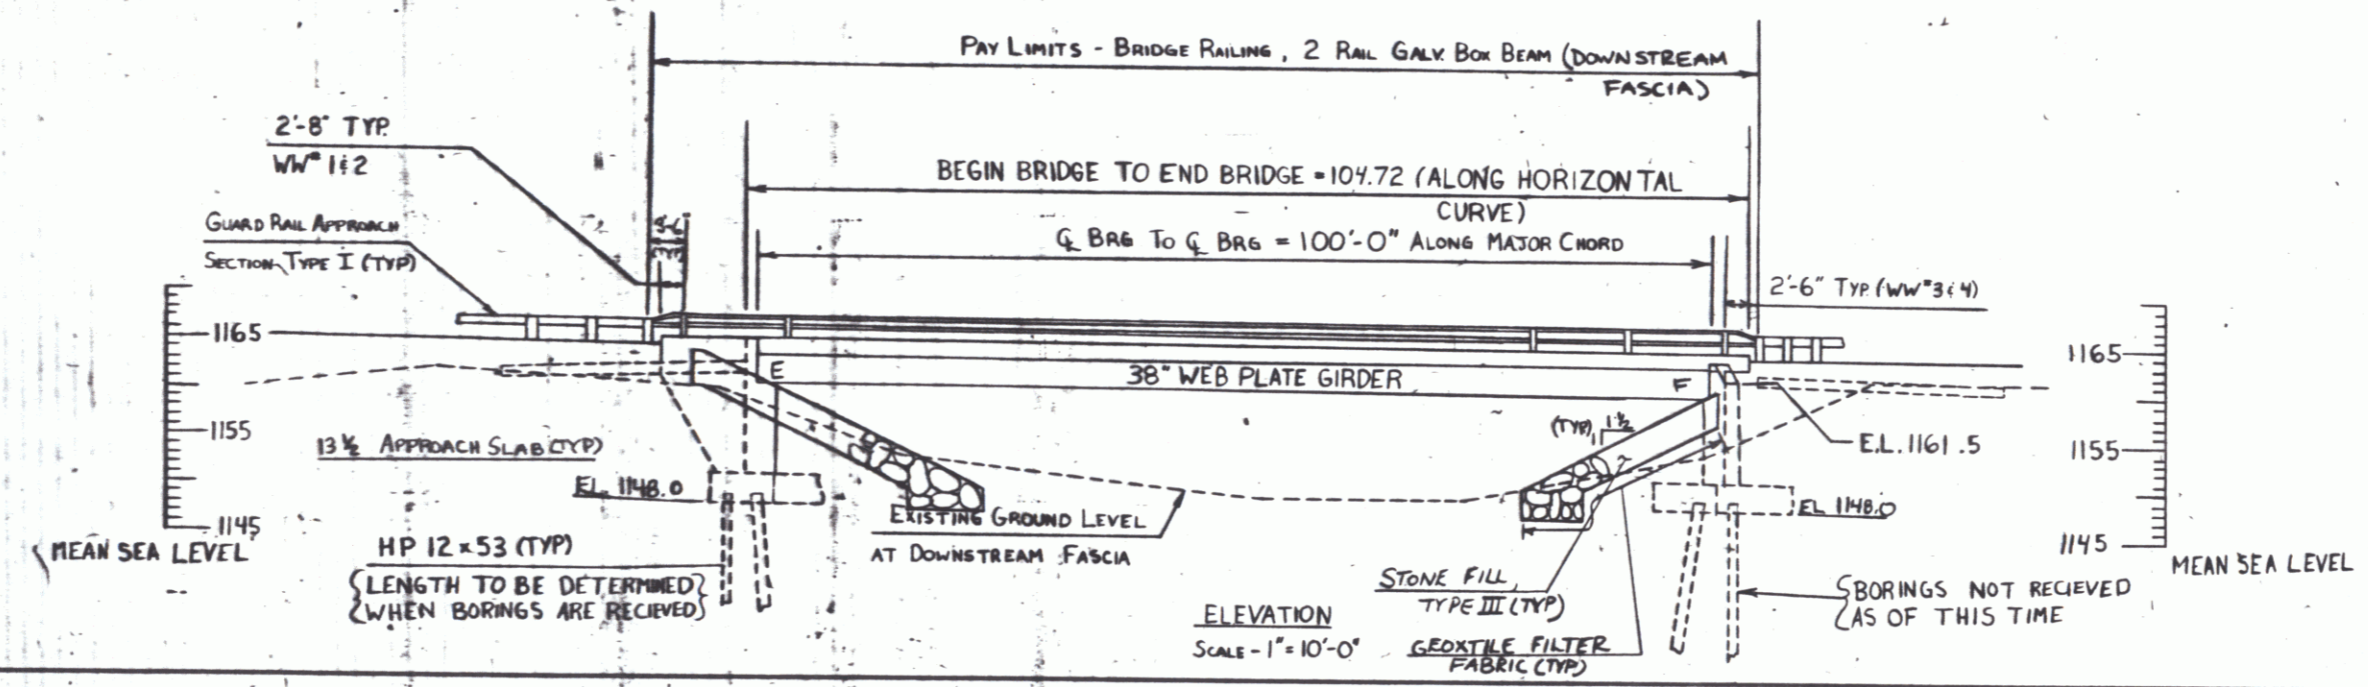 PAY LIMITS - BRIDGE RAILING, 2 RAIL GALV. BOX BEAM (DOWNSTREAM
FASCIA)
2'-8" TYP.
WW# 1&2
BEGIN BRIDGE TO END BRIDGE = 104.72 (ALONG HORIZONTAL
CURVE)
GUARD RAIL APPROACH
SECTION-TYPE I (TYP)
℄ BRG TO ℄ BRG = 100'-0" ALONG MAJOR CHORD
2'-6" TYP. (WW#3&4)
1165
1165
E
38" WEB PLATE GIRDER
F
(TYP)
1
1½
1155
13½ APPROACH SLAB (TYP)
E.L. 1161.5
1155
EL. 1148.0
EL 1148.0
EXISTING GROUND LEVEL
AT DOWNSTREAM FASCIA
1145
1145
MEAN SEA LEVEL
MEAN SEA LEVEL
HP 12 x 53 (TYP)
{LENGTH TO BE DETERMINED}
{WHEN BORINGS ARE RECIEVED}
STONE FILL,
TYPE III (TYP)
{BORINGS NOT RECIEVED
AS OF THIS TIME
ELEVATION
SCALE - 1" = 10'-0"
GEOXTILE FILTER
FABRIC (TYP)